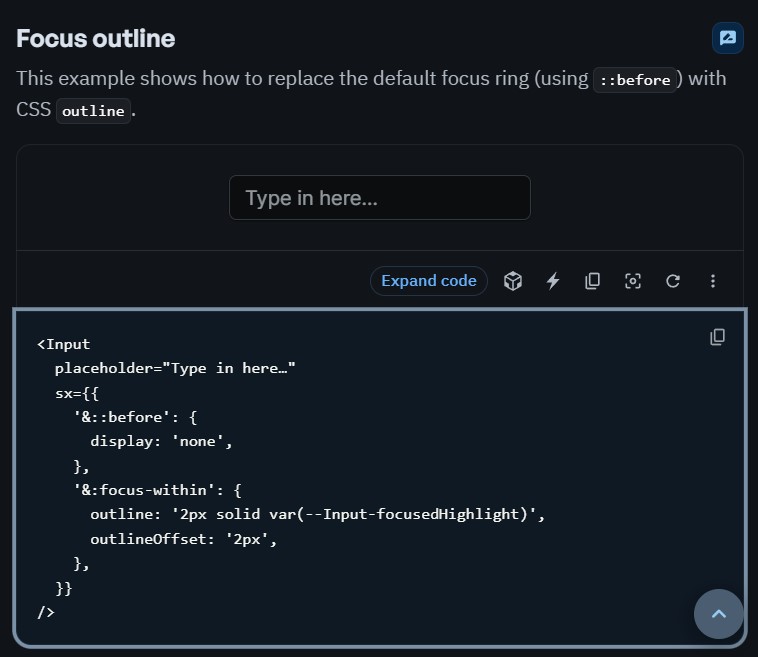 Focus outline
This example shows how to replace the default focus ring (using ::before) with
CSS outline.
Type in here...
Expand code
<Input
  placeholder="Type in here…"
  sx={{
    '&::before': {
      display: 'none',
    },
    '&:focus-within': {
      outline: '2px solid var(--Input-focusedHighlight)',
      outlineOffset: '2px',
    },
  }}
/>